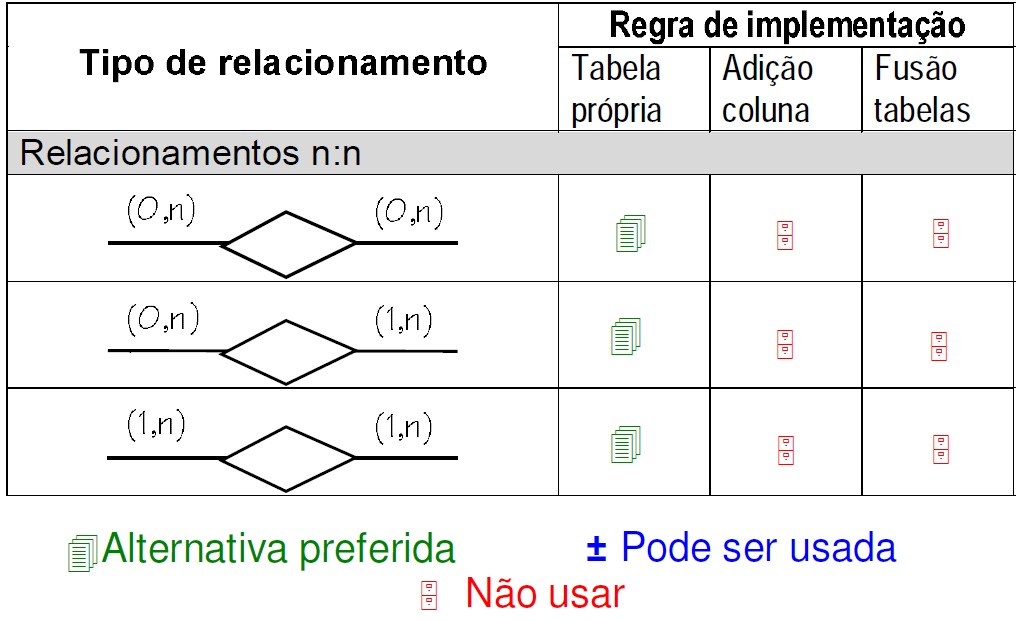 Tipo de relacionamento
Regra de implementação
Tabela própria
Adição coluna
Fusão tabelas
Relacionamentos n:n
(0,n) (0,n)
(0,n) (1,n)
(1,n) (1,n)
Alternativa preferida
± Pode ser usada
Não usar